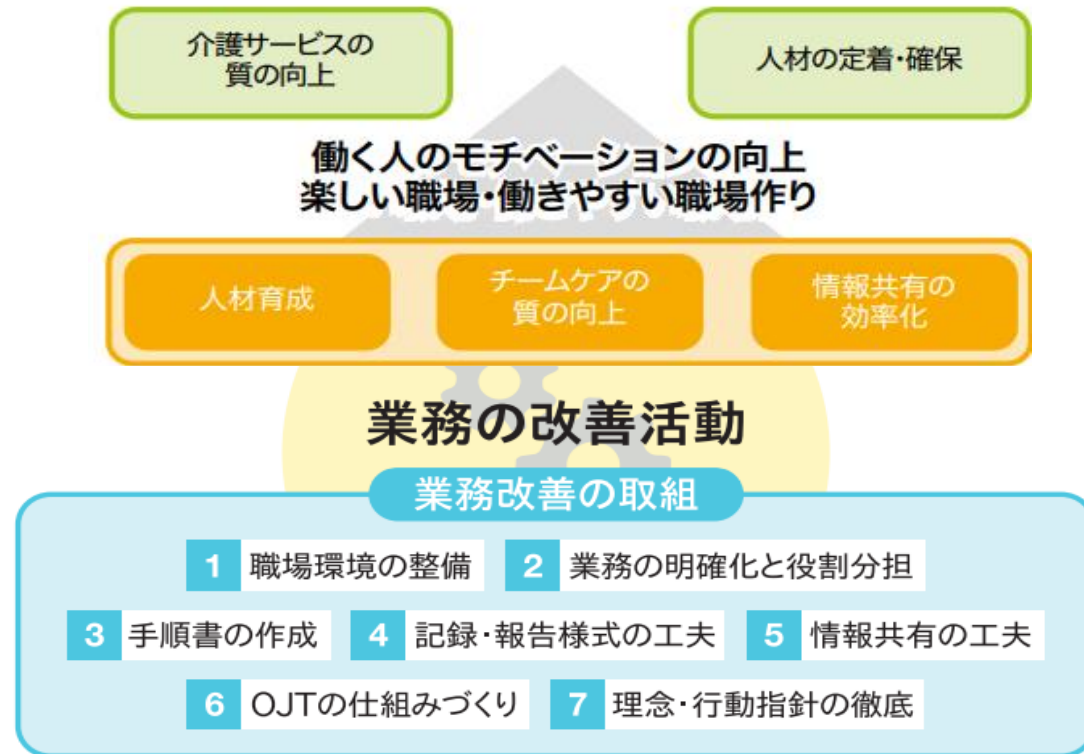 介護サービスの
質の向上
人材の定着・確保
働く人のモチベーションの向上
楽しい職場・働きやすい職場作り
人材育成
チームケアの
質の向上
情報共有の
効率化
業務の改善活動
業務改善の取組
1 職場環境の整備 2 業務の明確化と役割分担
3 手順書の作成 4 記録・報告様式の工夫 5 情報共有の工夫
6 OJTの仕組みづくり 7 理念・行動指針の徹底